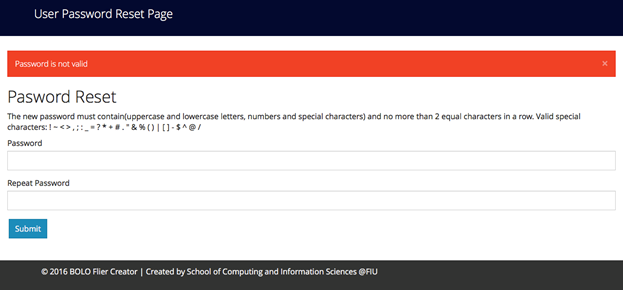 User Password Reset Page
Password is not valid ×
Pasword Reset
The new password must contain(uppercase and lowercase letters, numbers and special characters) and no more than 2 equal characters in a row. Valid special
characters: ! ~ < > , ; : _ = ? * + # . " & % ( ) | [ ] - $ ^ @ /
Password
Repeat Password
Submit
© 2016 BOLO Flier Creator | Created by School of Computing and Information Sciences @FIU